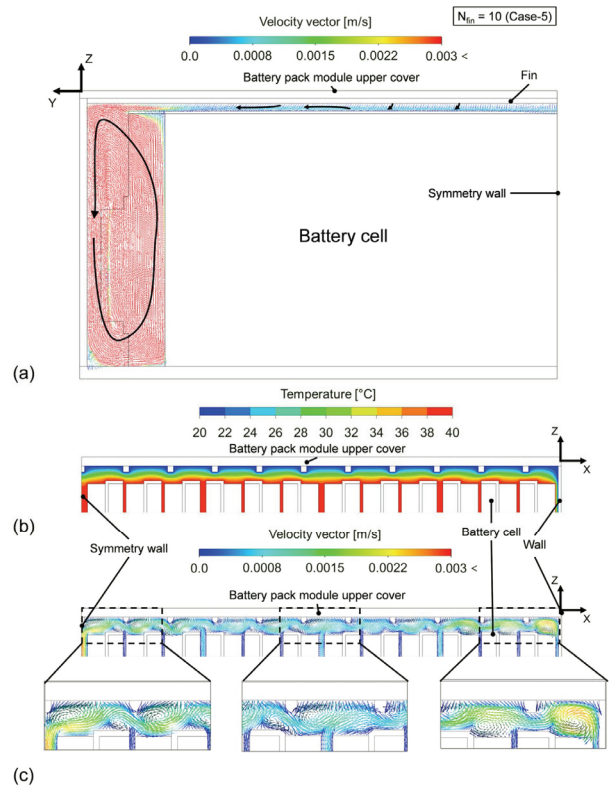 Velocity vector [m/s]
N_fin = 10 (Case-5)
0.0 0.0008 0.0015 0.0022 0.003 <
Z
Battery pack module upper cover
Y
Fin
Symmetry wall
Battery cell
(a)
Temperature [°C]
20 22 24 26 28 30 32 34 36 38 40
Battery pack module upper cover
Z
X
(b)
Battery cell
Symmetry wall
Velocity vector [m/s]
Wall
0.0 0.0008 0.0015 0.0022 0.003 <
Battery pack module upper cover
Z
X
(c)